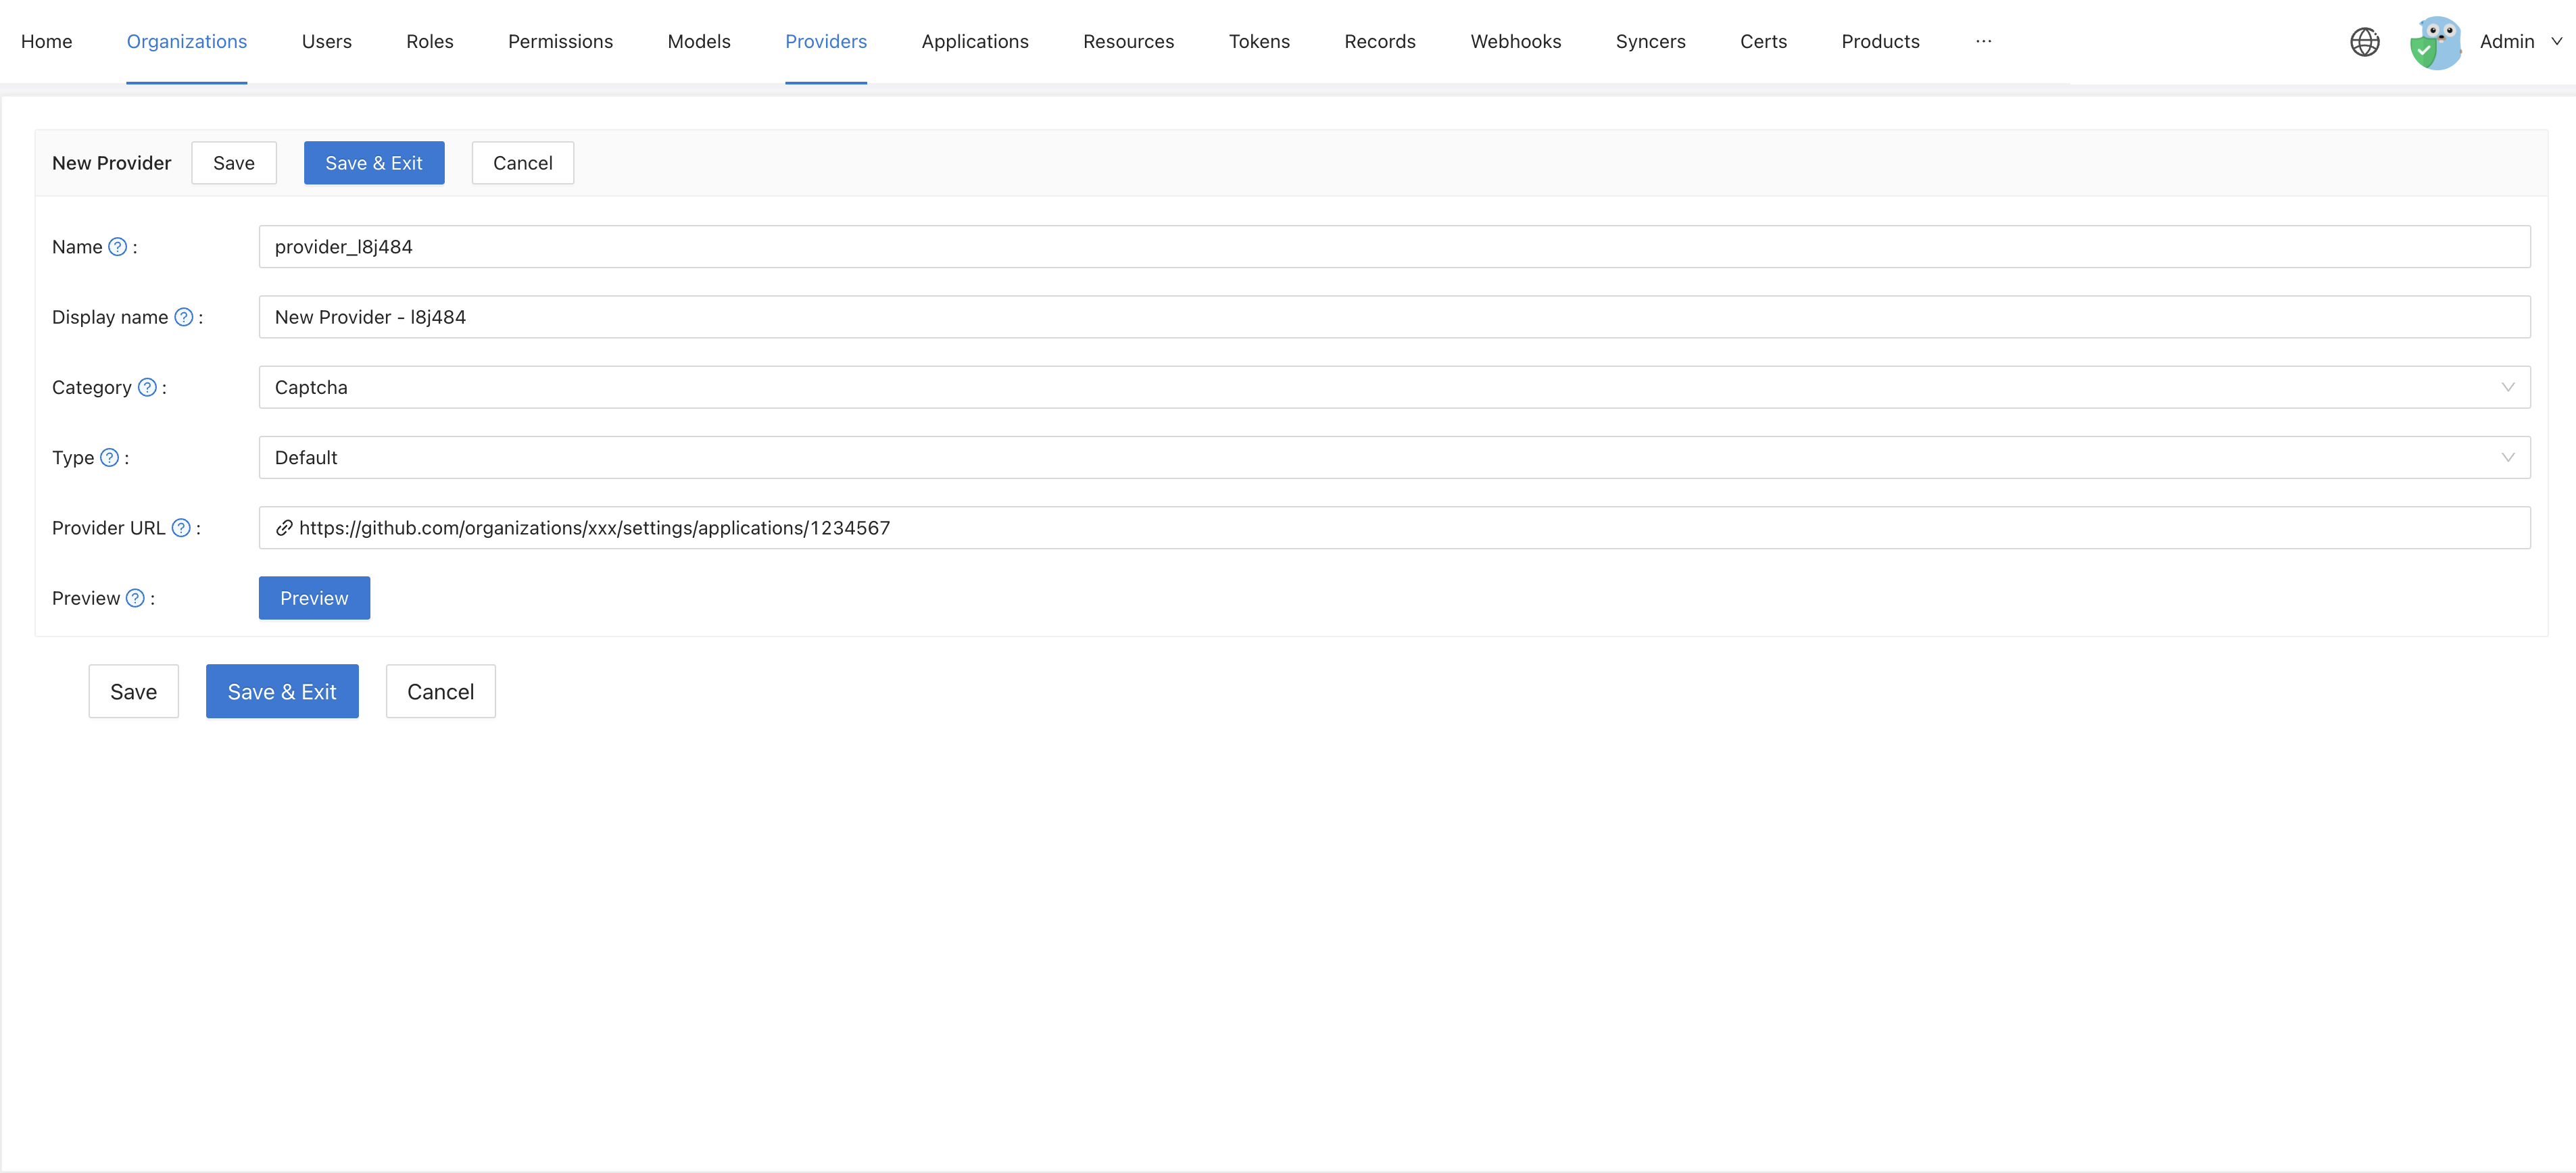 Home Organizations Users Roles Permissions Models Providers Applications Resources Tokens Records Webhooks Syncers Certs Products ··· Admin
New Provider Save Save & Exit Cancel
Name ? : provider_l8j484
Display name ? : New Provider - l8j484
Category ? : Captcha
Type ? : Default
Provider URL ? : https://github.com/organizations/xxx/settings/applications/1234567
Preview ? : Preview
Save Save & Exit Cancel